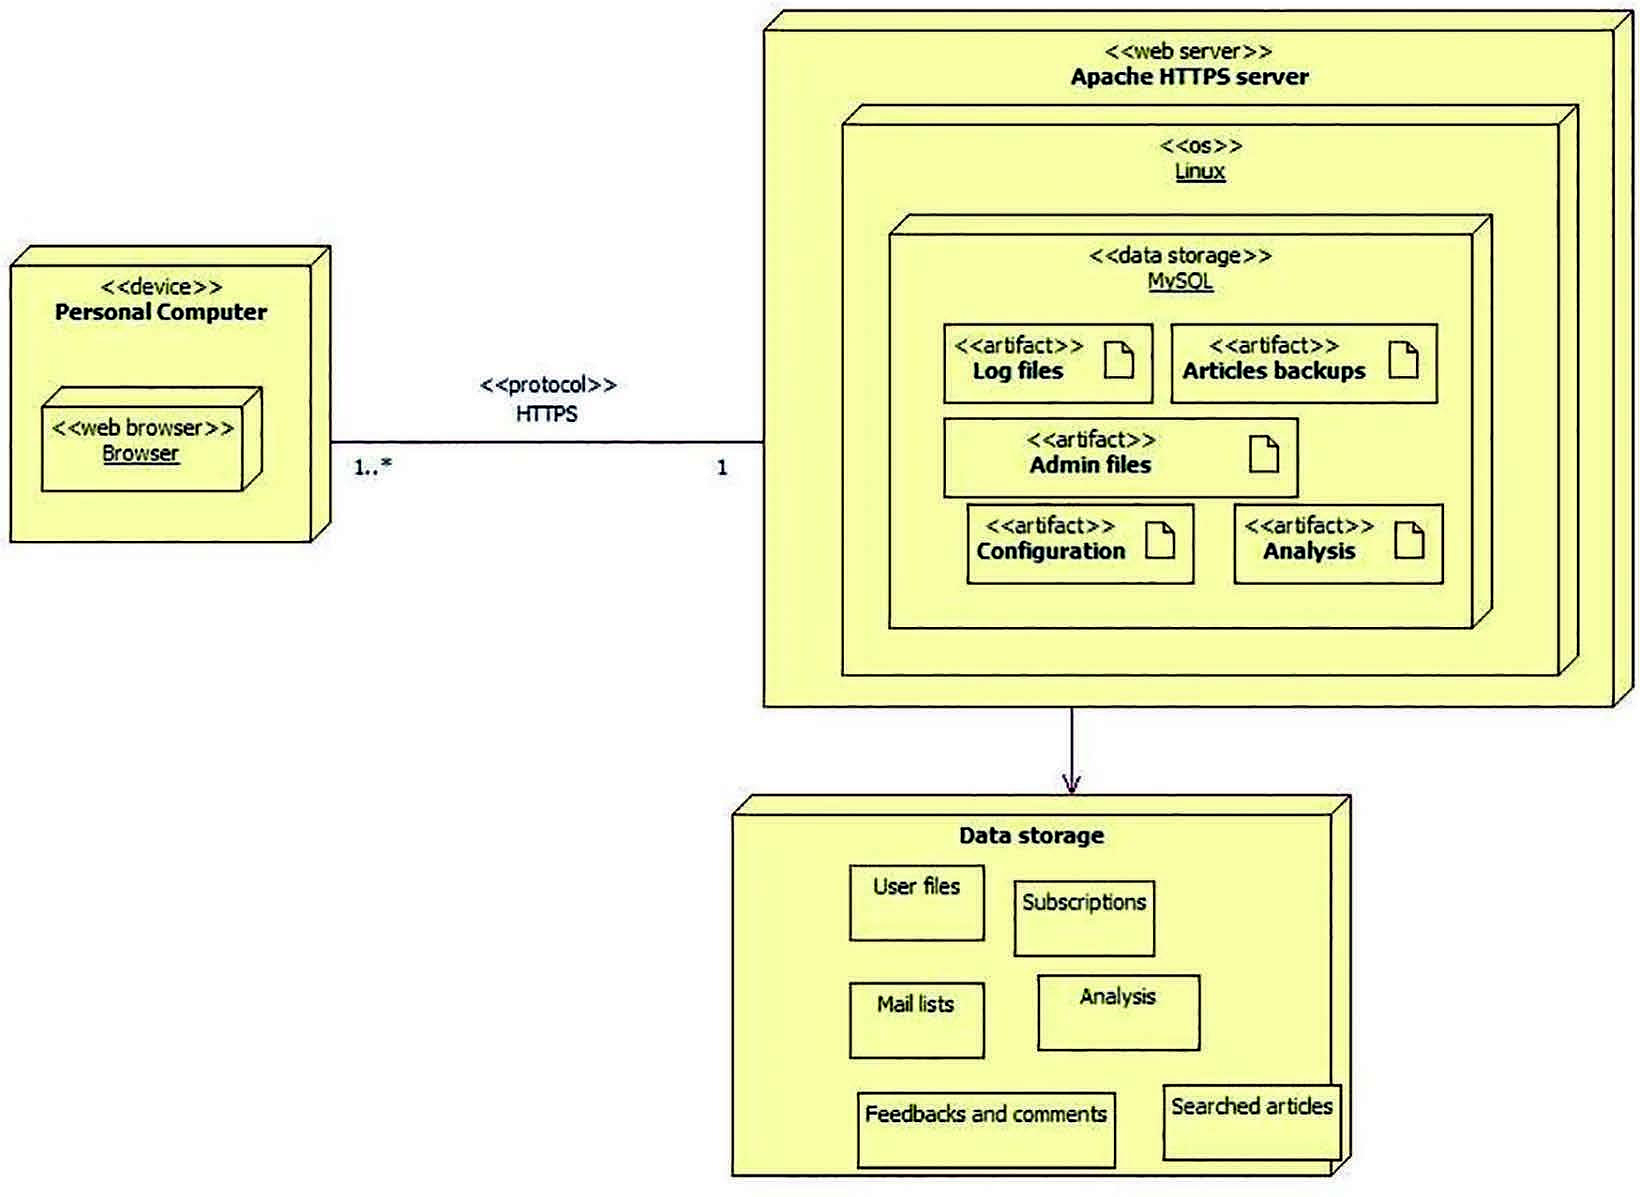 <<web server>>
Apache HTTPS server
<<os>>
Linux
<<data storage>>
MySQL
<<artifact>>
Log files
<<artifact>>
Articles backups
<<artifact>>
Admin files
<<artifact>>
Configuration
<<artifact>>
Analysis
<<device>>
Personal Computer
<<web browser>>
Browser
<<protocol>>
HTTPS
1..*
1
Data storage
User files
Subscriptions
Mail lists
Analysis
Feedbacks and comments
Searched articles